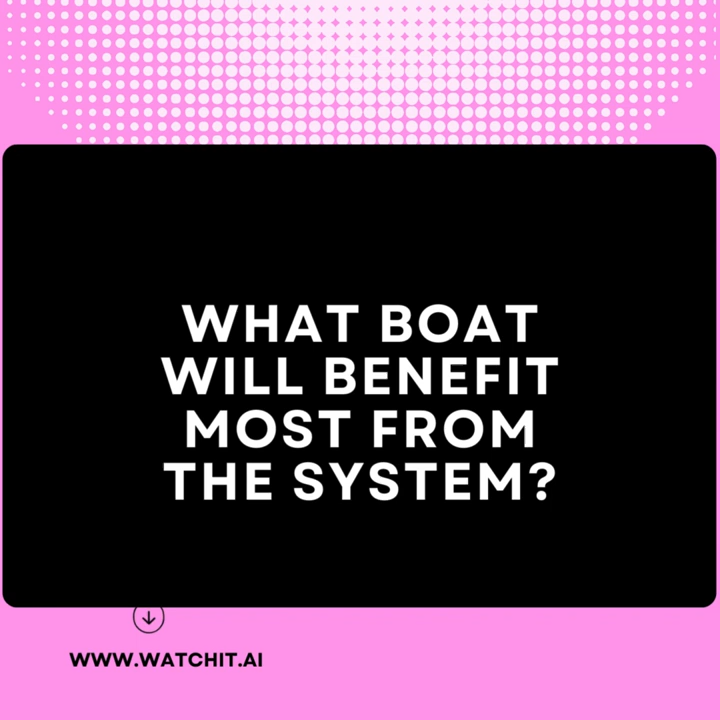 WHAT BOAT
WILL BENEFIT
MOST FROM
THE SYSTEM?
WWW.WATCHIT.AI